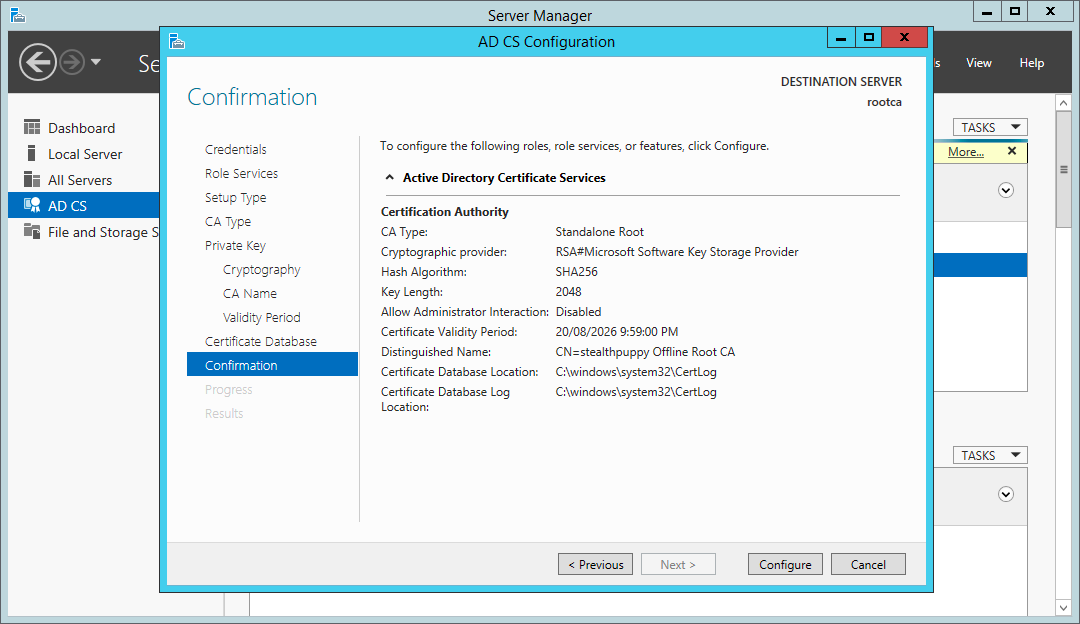 Server Manager
AD CS Configuration
View
Help
Dashboard
Local Server
All Servers
AD CS
File and Storage S
TASKS
More...
TASKS
Confirmation
DESTINATION SERVER
rootca
Credentials
Role Services
Setup Type
CA Type
Private Key
Cryptography
CA Name
Validity Period
Certificate Database
Confirmation
Progress
Results
To configure the following roles, role services, or features, click Configure.
Active Directory Certificate Services
Certification Authority
CA Type: Standalone Root
Cryptographic provider: RSA#Microsoft Software Key Storage Provider
Hash Algorithm: SHA256
Key Length: 2048
Allow Administrator Interaction: Disabled
Certificate Validity Period: 20/08/2026 9:59:00 PM
Distinguished Name: CN=stealthpuppy Offline Root CA
Certificate Database Location: C:\windows\system32\CertLog
Certificate Database Log C:\windows\system32\CertLog
Location:
< Previous
Next >
Configure
Cancel